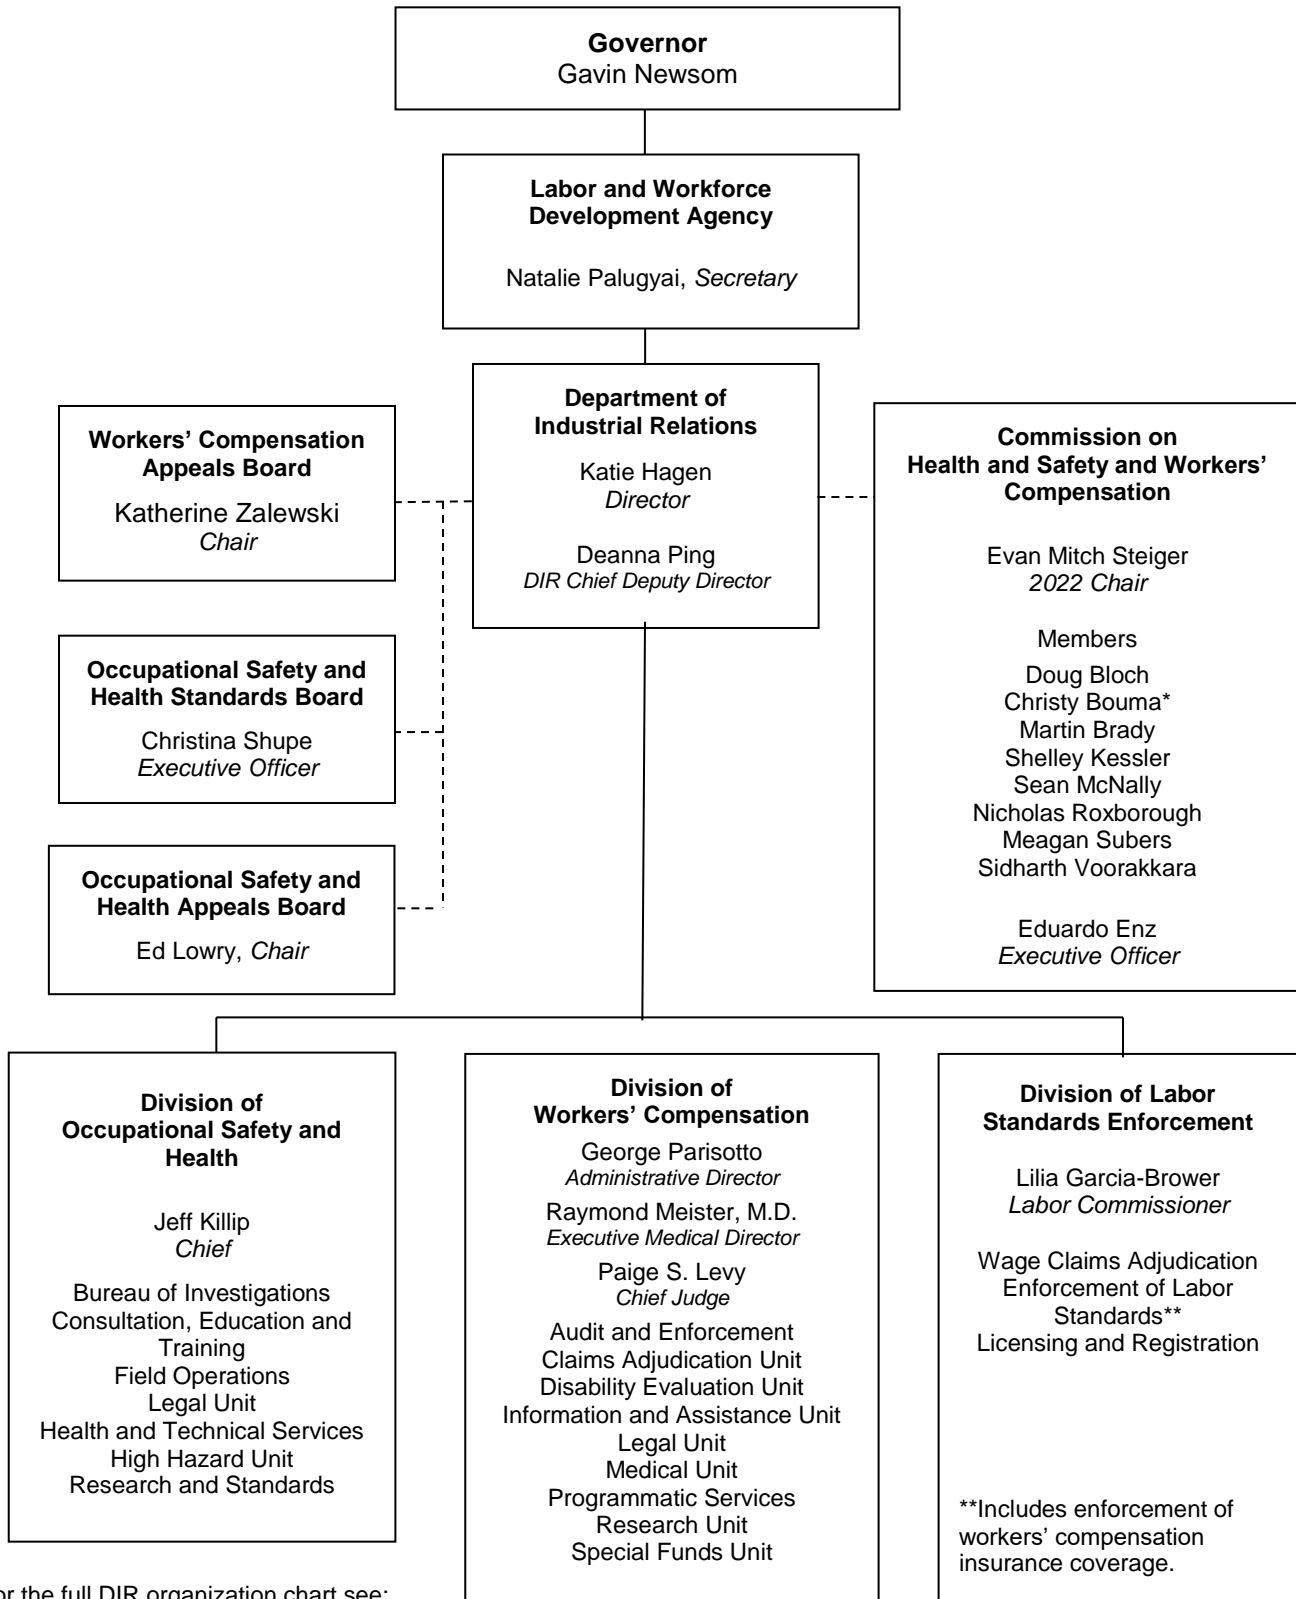 Governor
Gavin Newsom
Labor and Workforce
Development Agency
Natalie Palugyai, Secretary
Department of
Industrial Relations
Katie Hagen
Director
Deanna Ping
DIR Chief Deputy Director
Workers’ Compensation
Appeals Board
Katherine Zalewski
Chair
Occupational Safety and
Health Standards Board
Christina Shupe
Executive Officer
Occupational Safety and
Health Appeals Board
Ed Lowry, Chair
Commission on
Health and Safety and Workers’
Compensation
Evan Mitch Steiger
2022 Chair
Members
Doug Bloch
Christy Bouma*
Martin Brady
Shelley Kessler
Sean McNally
Nicholas Roxborough
Meagan Subers
Sidharth Voorakkara
Eduardo Enz
Executive Officer
Division of
Occupational Safety and
Health
Jeff Killip
Chief
Bureau of Investigations
Consultation, Education and
Training
Field Operations
Legal Unit
Health and Technical Services
High Hazard Unit
Research and Standards
Division of
Workers’ Compensation
George Parisotto
Administrative Director
Raymond Meister, M.D.
Executive Medical Director
Paige S. Levy
Chief Judge
Audit and Enforcement
Claims Adjudication Unit
Disability Evaluation Unit
Information and Assistance Unit
Legal Unit
Medical Unit
Programmatic Services
Research Unit
Special Funds Unit
Division of Labor
Standards Enforcement
Lilia Garcia-Brower
Labor Commissioner
Wage Claims Adjudication
Enforcement of Labor
Standards**
Licensing and Registration
**Includes enforcement of
workers’ compensation
insurance coverage.
the full DIR organization chart see: